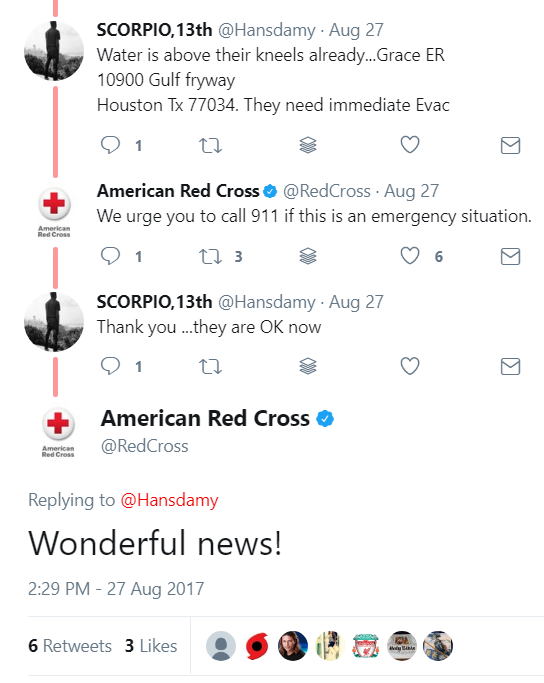 SCORPIO,13th @Hansdamy · Aug 27
Water is above their kneels already...Grace ER
10900 Gulf fryway
Houston Tx 77034. They need immediate Evac
1
American Red Cross @RedCross · Aug 27
We urge you to call 911 if this is an emergency situation.
American
Red Cross
1 3 6
SCORPIO,13th @Hansdamy · Aug 27
Thank you ...they are OK now
1
American Red Cross
@RedCross
American
Red Cross
Replying to @Hansdamy
Wonderful news!
2:29 PM - 27 Aug 2017
6 Retweets 3 Likes